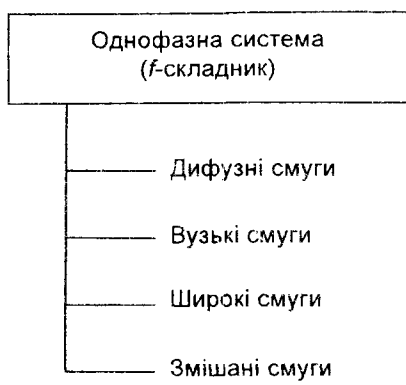 Однофазна система
(f-складник)
Дифузні смуги
Вузькі смуги
Широкі смуги
Змішані смуги